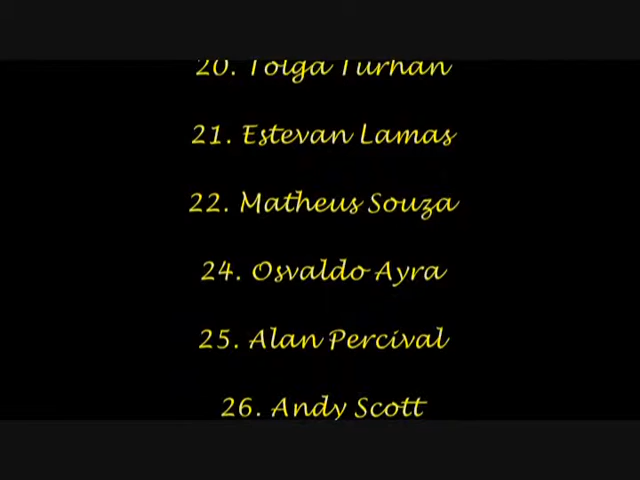 20. Tolga Turhan
21. Estevan Lamas
22. Matheus Souza
24. Osvaldo Ayra
25. Alan Percival
26. Andy Scott